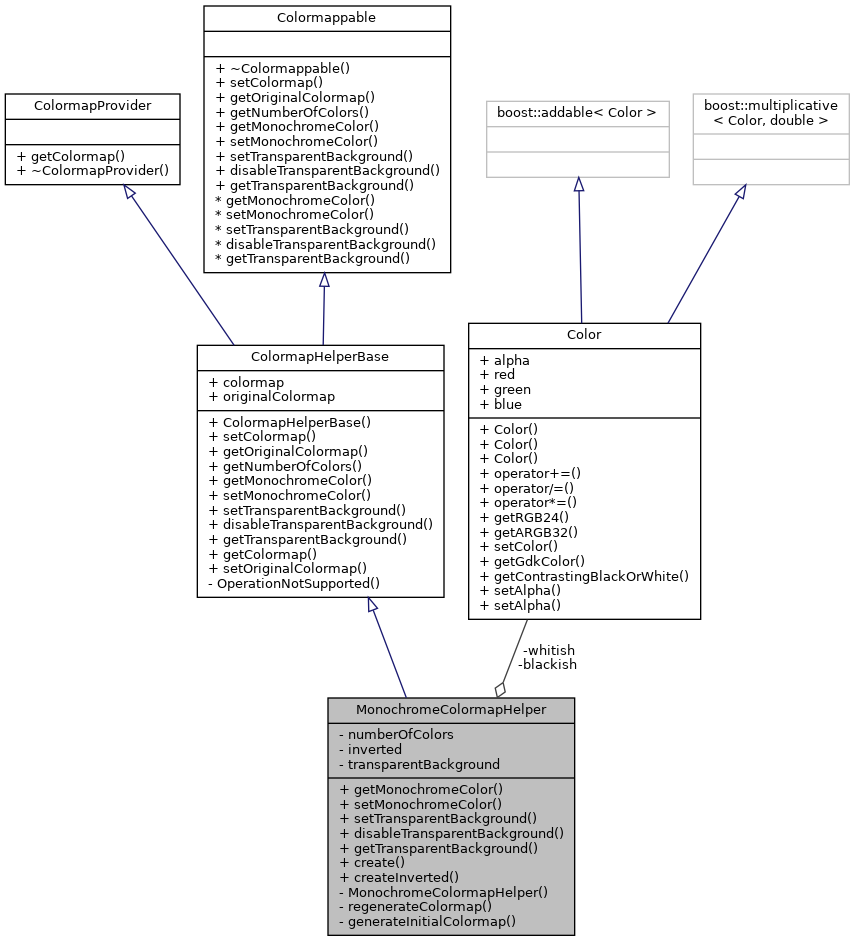 Colormappable
+ ~Colormappable()
+ setColormap()
+ getOriginalColormap()
+ getNumberOfColors()
+ getMonochromeColor()
+ setMonochromeColor()
+ setTransparentBackground()
+ disableTransparentBackground()
+ getTransparentBackground()
* getMonochromeColor()
* setMonochromeColor()
* setTransparentBackground()
* disableTransparentBackground()
* getTransparentBackground()
ColormapProvider
+ getColormap()
+ ~ColormapProvider()
boost::addable< Color >
boost::multiplicative
< Color, double >
ColormapHelperBase
+ colormap
+ originalColormap
+ ColormapHelperBase()
+ setColormap()
+ getOriginalColormap()
+ getNumberOfColors()
+ getMonochromeColor()
+ setMonochromeColor()
+ setTransparentBackground()
+ disableTransparentBackground()
+ getTransparentBackground()
+ getColormap()
+ setOriginalColormap()
- OperationNotSupported()
Color
+ alpha
+ red
+ green
+ blue
+ Color()
+ Color()
+ Color()
+ operator+=()
+ operator/=()
+ operator*=()
+ getRGB24()
+ getARGB32()
+ setColor()
+ getGdkColor()
+ getContrastingBlackOrWhite()
+ setAlpha()
+ setAlpha()
-whitish
-blackish
MonochromeColormapHelper
- numberOfColors
- inverted
- transparentBackground
+ getMonochromeColor()
+ setMonochromeColor()
+ setTransparentBackground()
+ disableTransparentBackground()
+ getTransparentBackground()
+ create()
+ createInverted()
- MonochromeColormapHelper()
- regenerateColormap()
- generateInitialColormap()